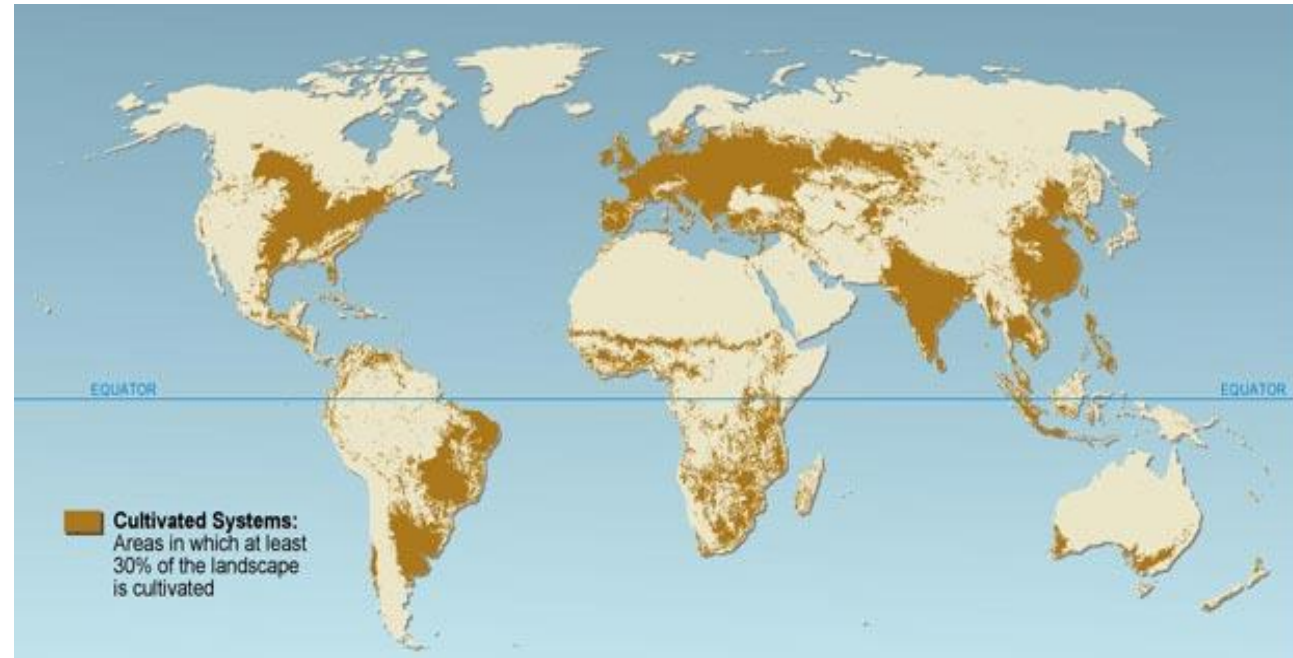 EQUATOR
EQUATOR
Cultivated Systems:
Areas in which at least
30% of the landscape
is cultivated